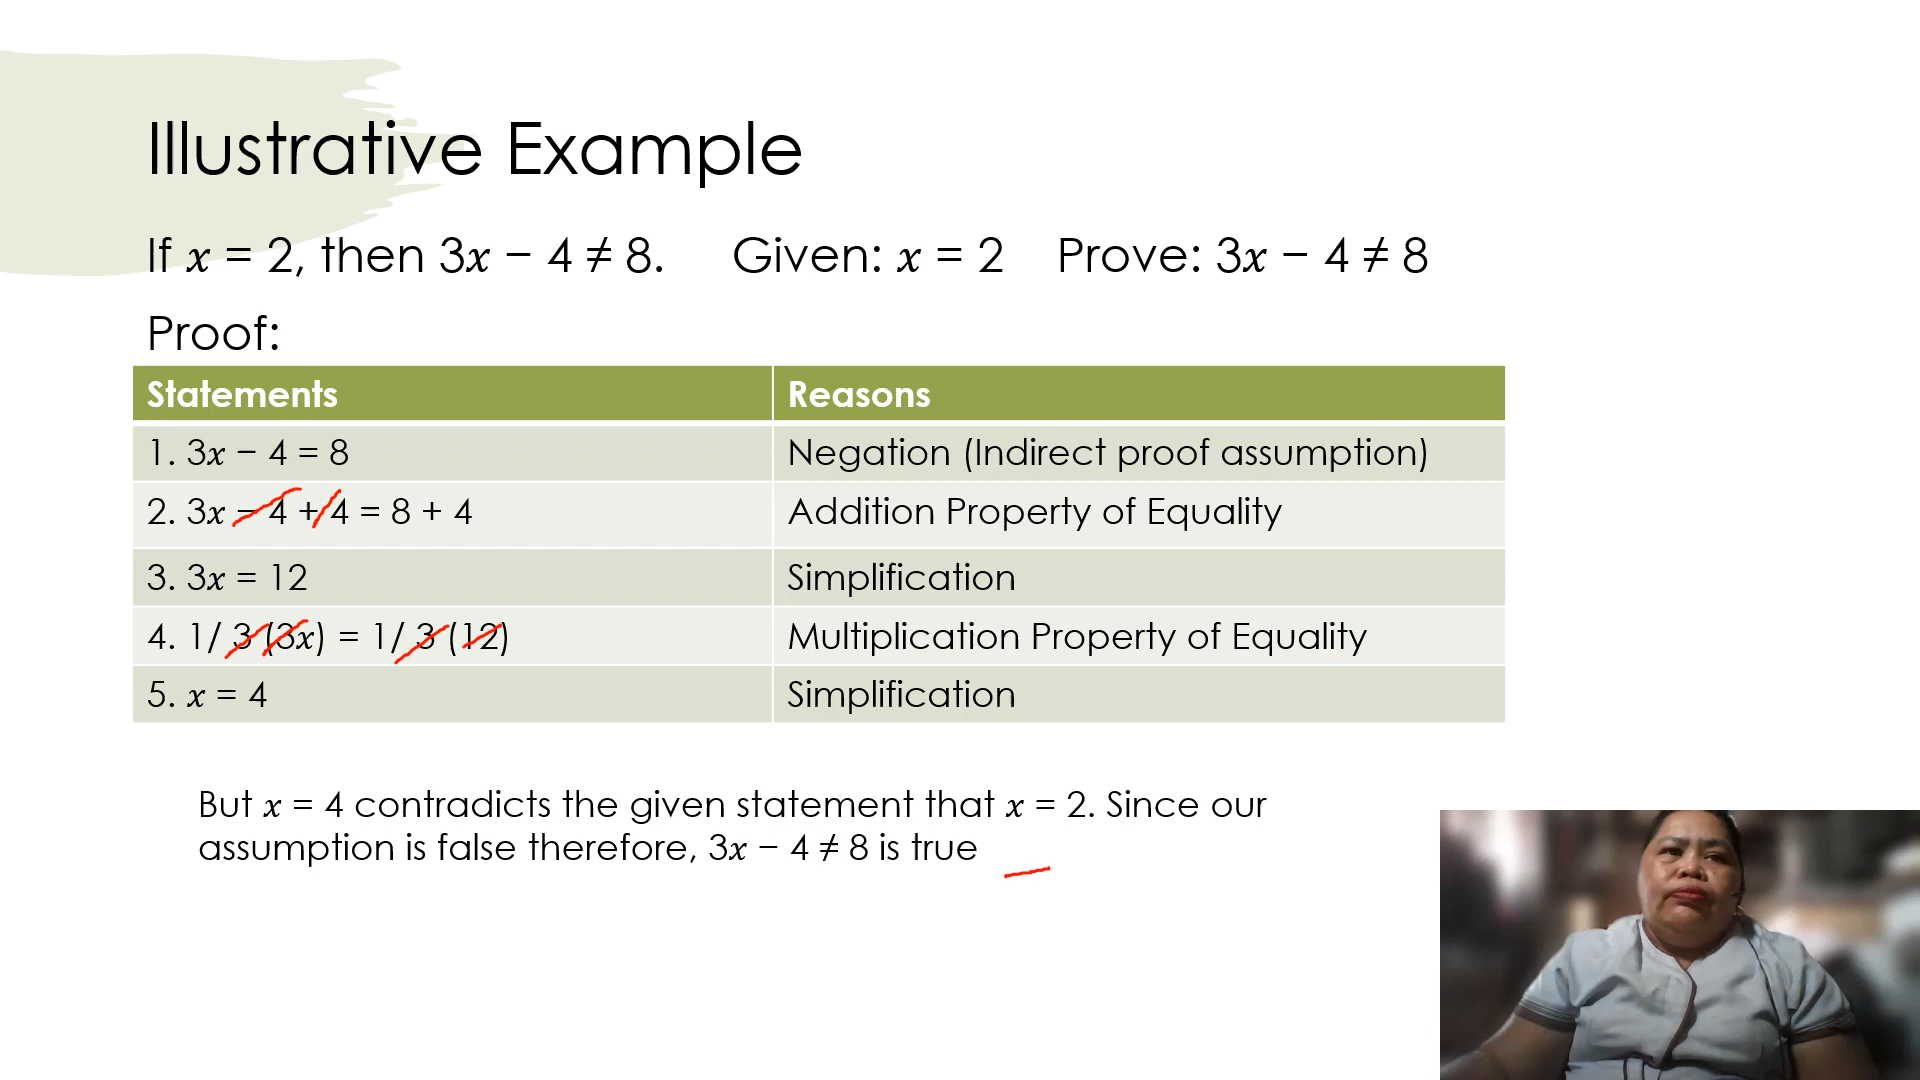 Illustrative Example
If x = 2, then 3x − 4 ≠ 8. Given: x = 2 Prove: 3x − 4 ≠ 8
Proof:
Statements Reasons
1. 3x − 4 = 8 Negation (Indirect proof assumption)
2. 3x − 4 + 4 = 8 + 4 Addition Property of Equality
3. 3x = 12 Simplification
4. 1/ 3 (3x) = 1/ 3 (12) Multiplication Property of Equality
5. x = 4 Simplification
But x = 4 contradicts the given statement that x = 2. Since our
assumption is false therefore, 3x − 4 ≠ 8 is true